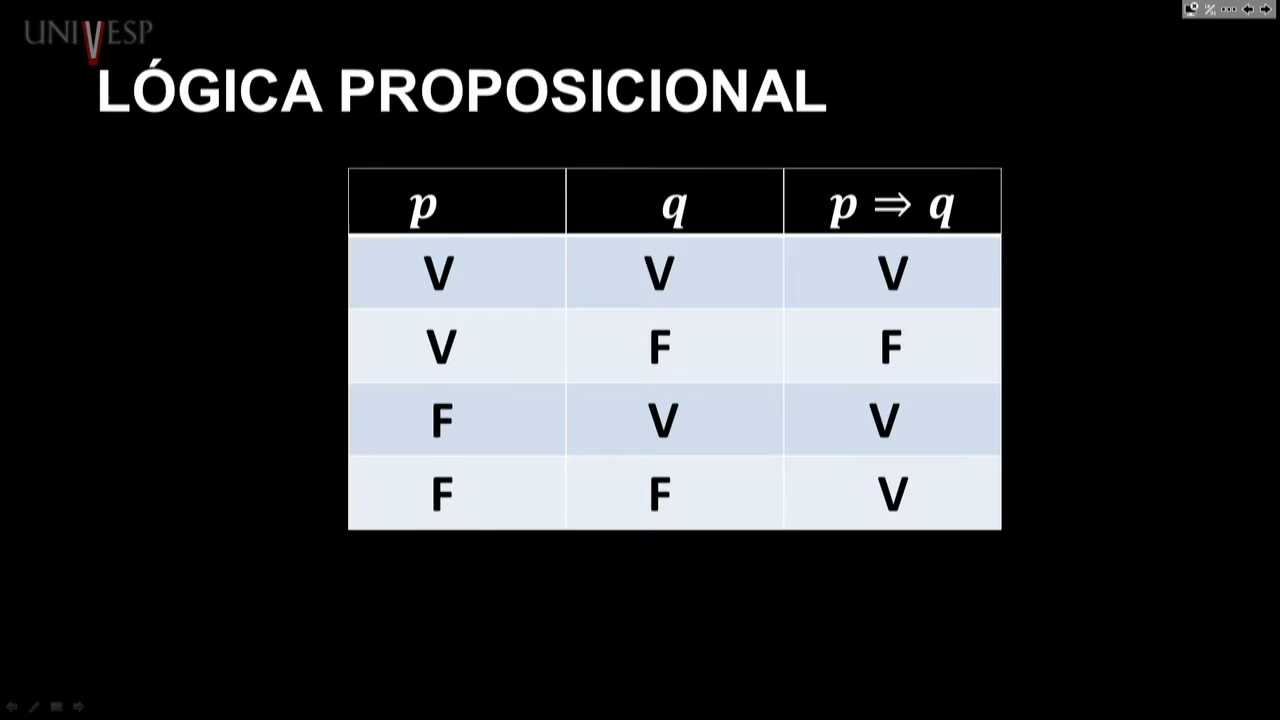 UNIVESP
LÓGICA PROPOSICIONAL
p q p ⇒ q
V V V
V F F
F V V
F F V